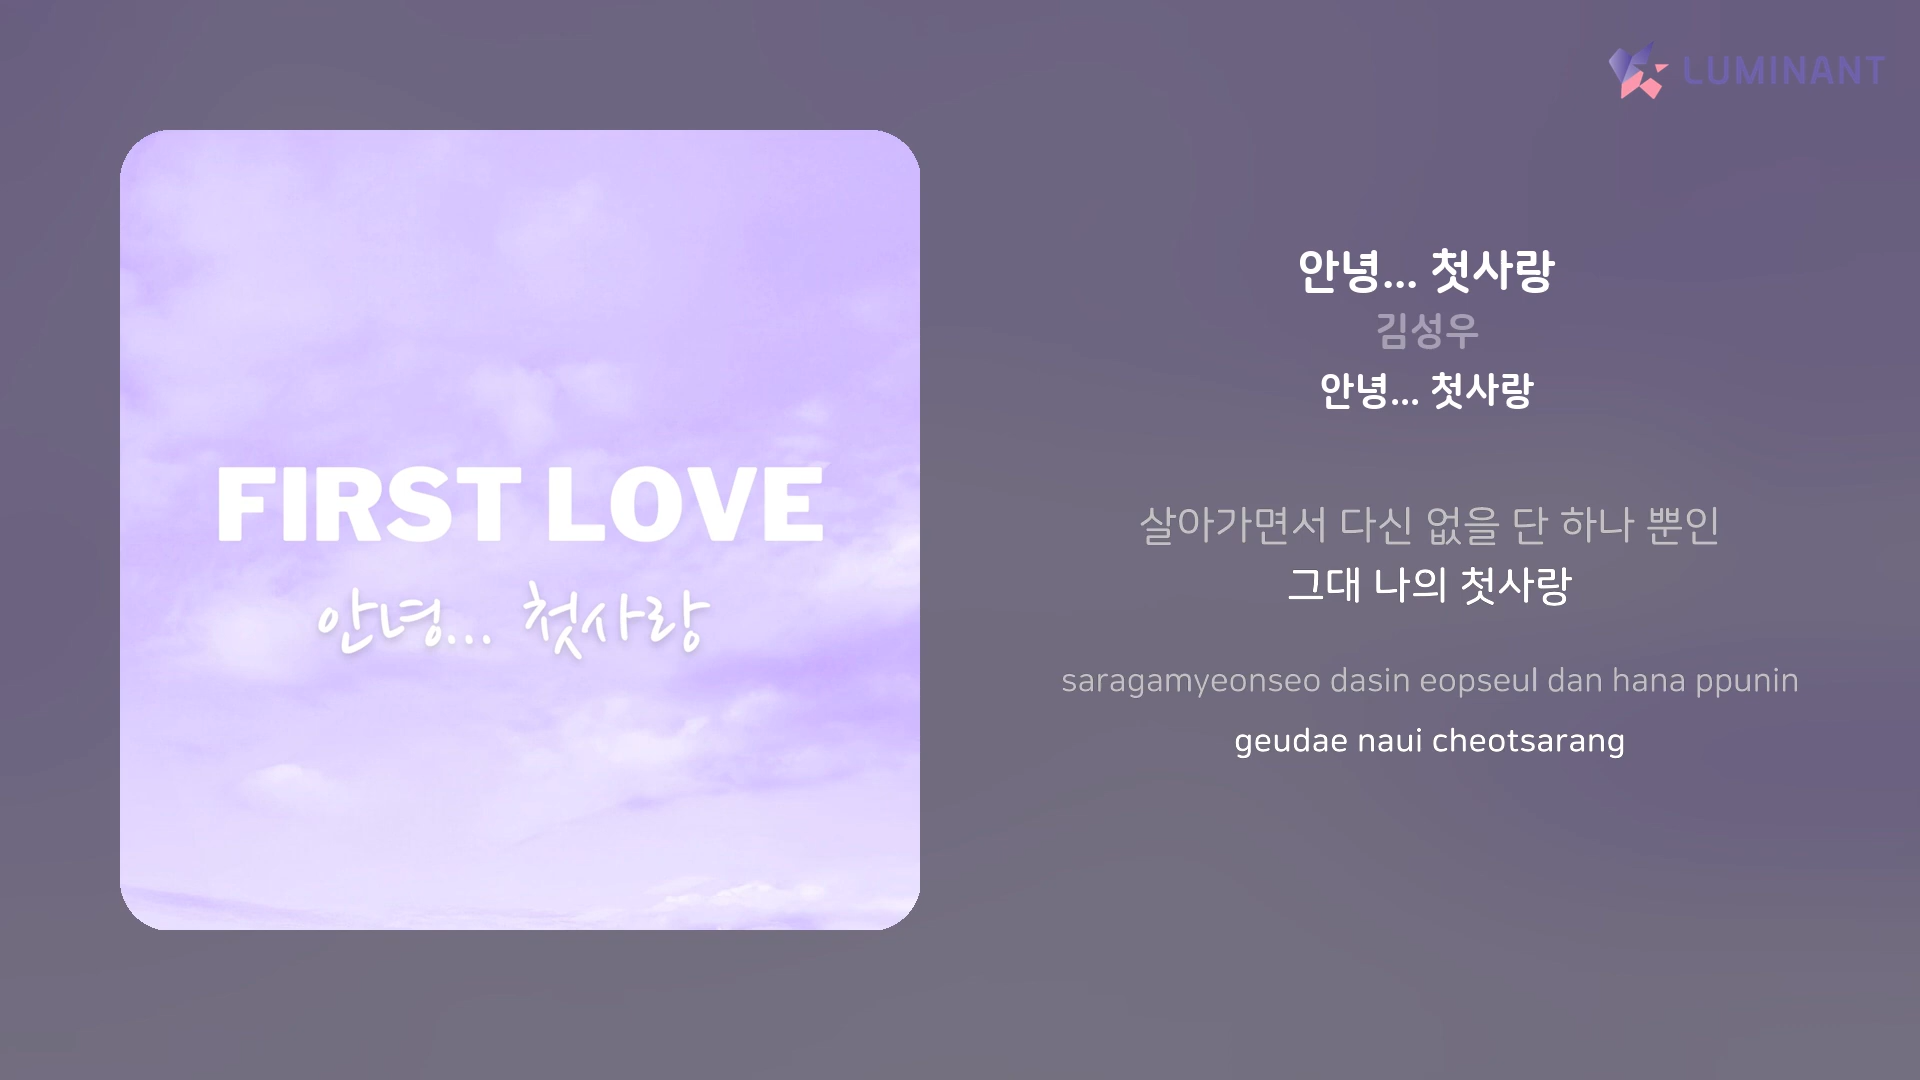 LUMINANT
FIRST LOVE
안녕... 첫사랑
안녕... 첫사랑
김성우
안녕... 첫사랑
살아가면서 다신 없을 단 하나 뿐인
그대 나의 첫사랑
saragamyeonseo dasin eopseul dan hana ppunin
geudae naui cheotsarang